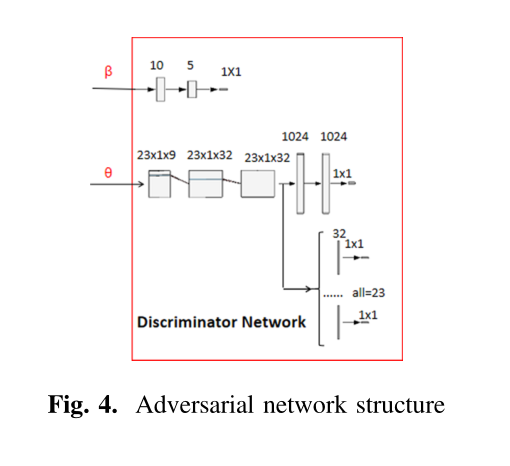 β 10 5 1X1
1024 1024
23x1x9 23x1x32 23x1x32
θ 1x1
32
1x1
...... all=23
1x1
Discriminator Network
Fig. 4. Adversarial network structure